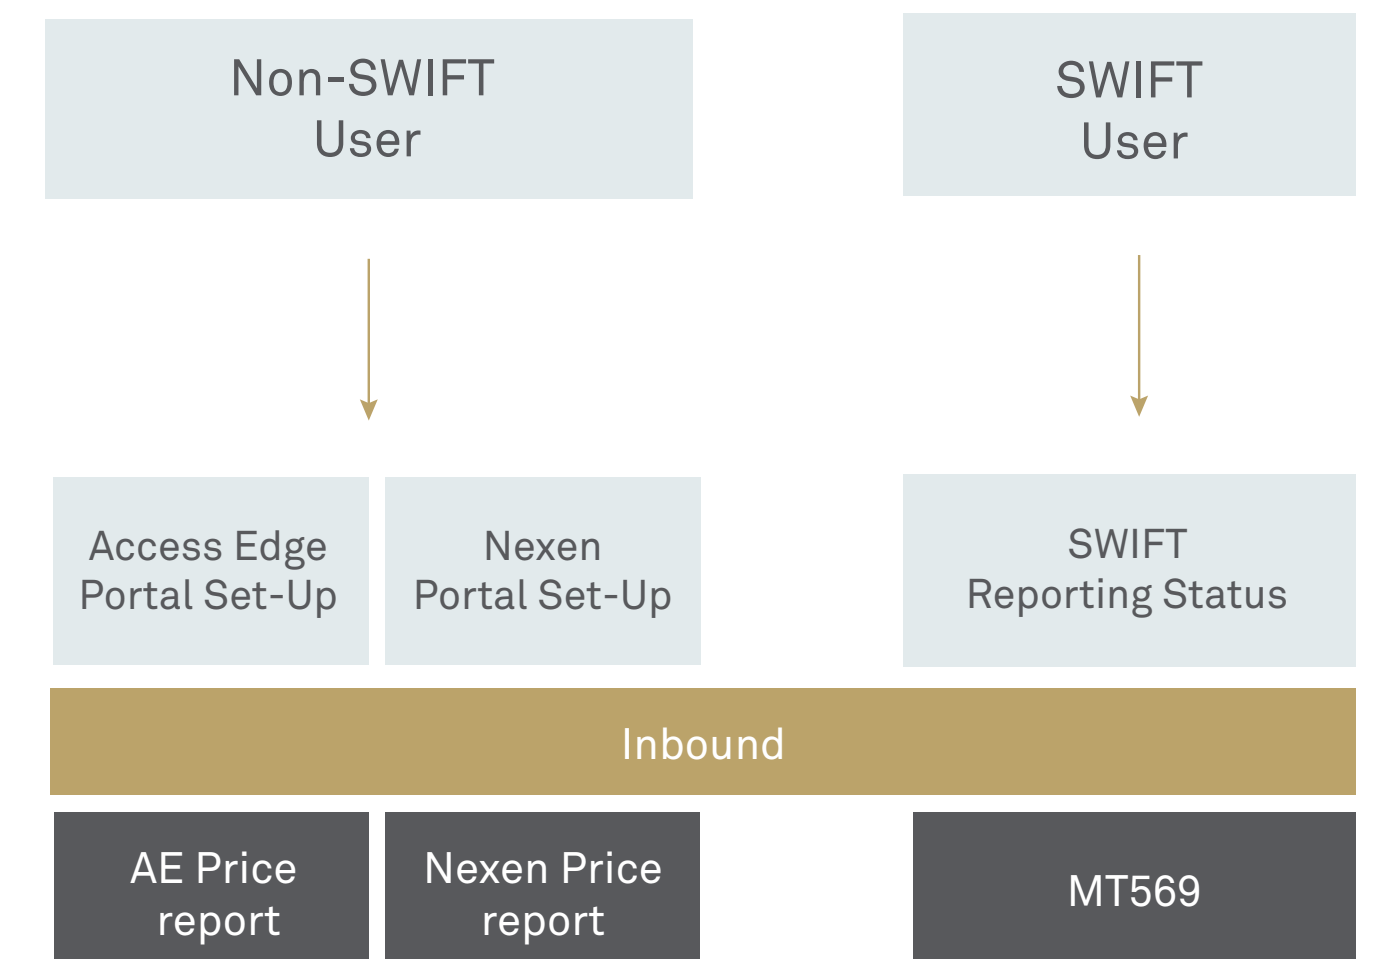 Non-SWIFT
User
SWIFT
User
Access Edge
Portal Set-Up
Nexen
Portal Set-Up
SWIFT
Reporting Status
Inbound
AE Price
report
Nexen Price
report
MT569